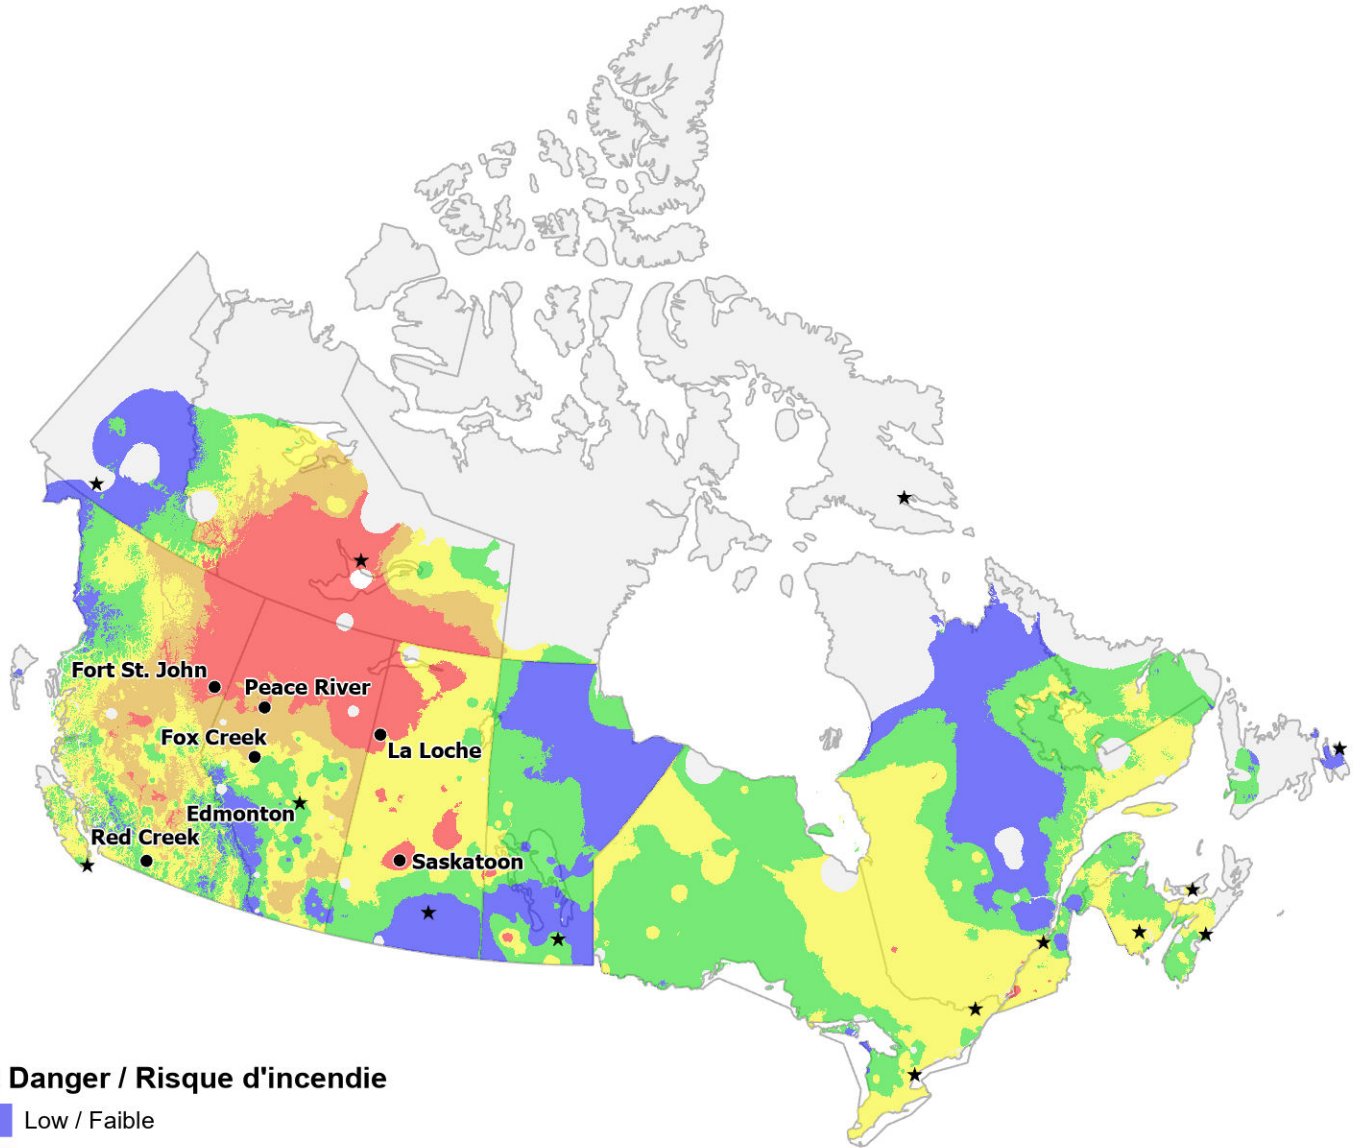 Fort St. John
Peace River
Fox Creek
La Loche
Edmonton
Red Creek
Saskatoon
Danger / Risque d'incendie
Low / Faible